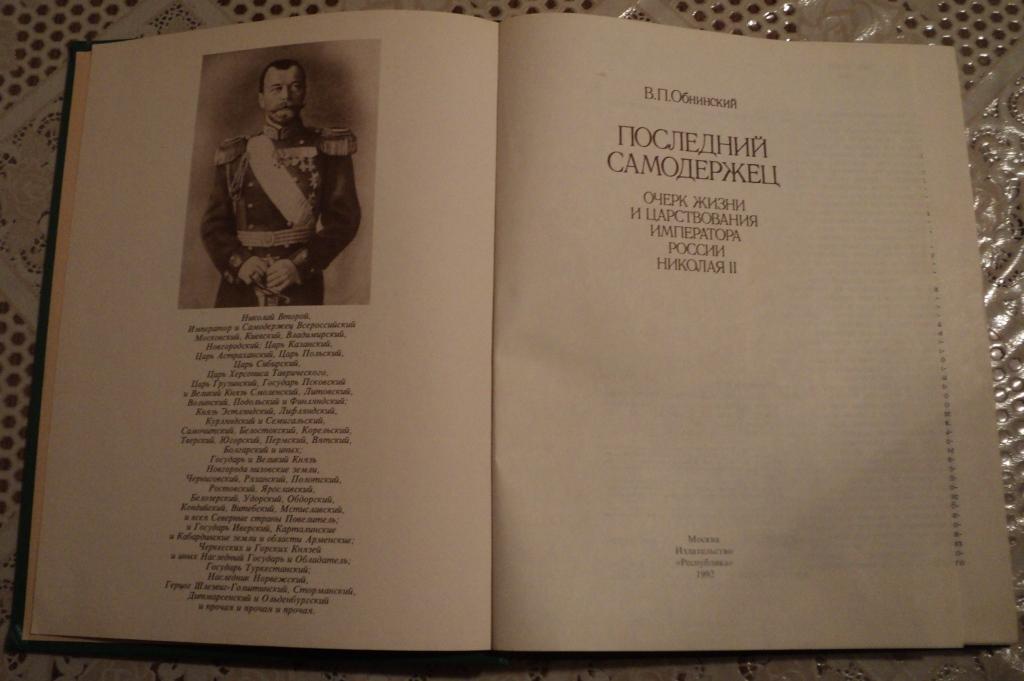 Николай Второй,
Император и Самодержец Всероссийский
Московский, Киевский, Владимирский,
Новгородский; Царь Казанский,
Царь Астраханский, Царь Польский,
Царь Сибирский,
Царь Херсониса Таврического,
Царь Грузинский, Государь Псковский
и Великий Князь Смоленский, Литовский,
Волынский, Подольский и Финляндский;
Князь Эстляндский, Лифляндский,
Курляндский и Семигальский,
Самочитский, Белостокский, Корельский,
Тверский, Югорский, Пермский, Вятский,
Болгарский и иных;
Государь и Великий Князь
Новгорода низовские земли,
Черниговский, Рязанский, Полотский,
Ростовский, Ярославский,
Белозерский, Удорский, Обдорский,
Кондийский, Витебский, Мстиславский,
и всея Северные страны Повелитель;
и Государь Иверский, Карталинские
и Кабардинские земли и области Арменские;
Черкесских и Горских Князей
и иных Наследный Государь и Обладатель;
Государь Туркестанский;
Наследник Норвежский,
Герцог Шлезвиг-Голштинский, Сторманский,
Дитмарсенский и Ольденбургский
и прочая и прочая и прочая.
В.П.Обнинский
ПОСЛЕДНИЙ
САМОДЕРЖЕЦ
ОЧЕРК ЖИЗНИ
И ЦАРСТВОВАНИЯ
ИМПЕРАТОРА
РОССИИ
НИКОЛАЯ II
Москва
Издательство
«Республика»
1992